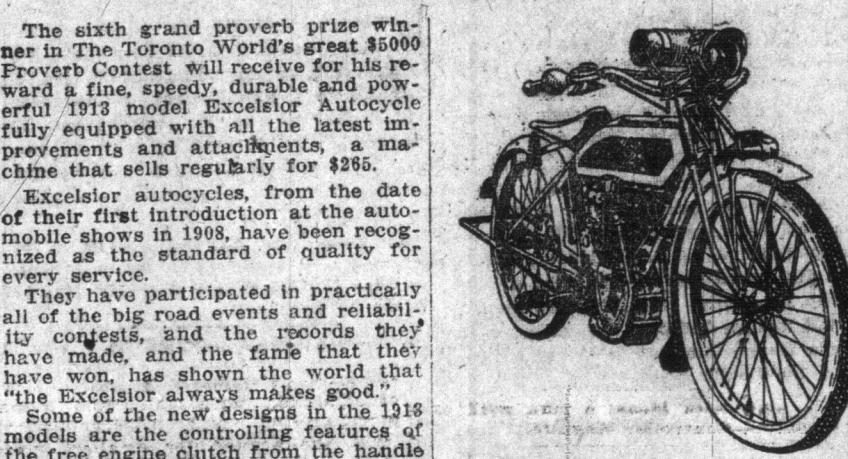 The sixth grand proverb prize win-
ner in The Toronto World's great $5000
Proverb Contest will receive for his re-
ward a fine, speedy, durable and pow-
erful 1913 model Excelsior Autocycle
fully equipped with all the latest im-
provements and attachments, a ma-
chine that sells regularly for $265.
Excelsior autocycles, from the date
of their first introduction at the auto-
mobile shows in 1908, have been recog-
nized as the standard of quality for
every service.
They have participated in practically
all of the big road events and reliabil-
ity contests, and the records they
have made, and the fame that they
have won, has shown the world that
"the Excelsior always makes good."
Some of the new designs in the 1913
models are the controlling features of
the free engine clutch from the handle